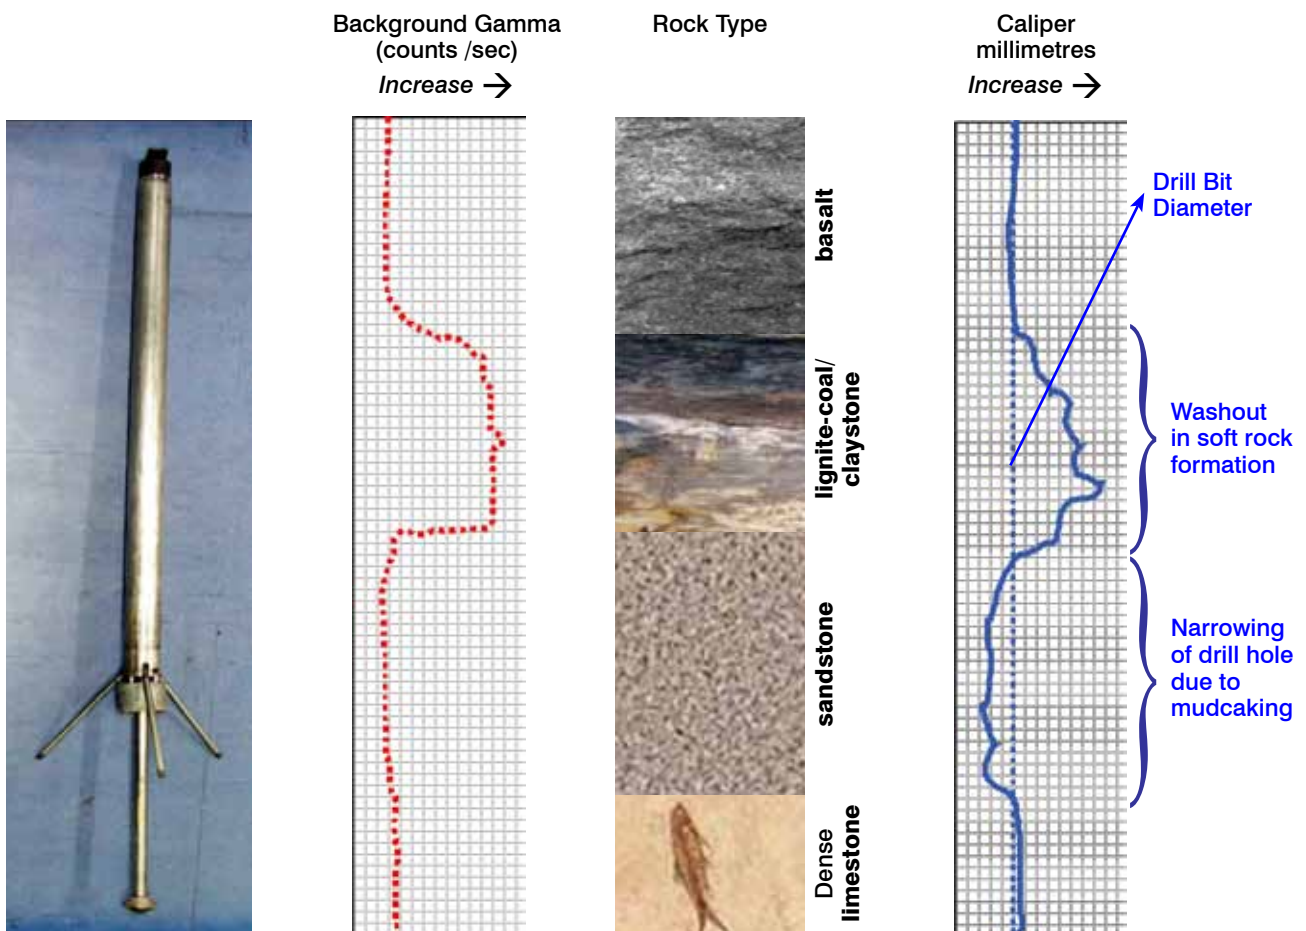 Background Gamma
(counts /sec)
Increase →
Rock Type
Caliper
millimetres
Increase →
basalt
lignite-coal/
claystone
sandstone
Dense
limestone
Drill Bit
Diameter
Washout
in soft rock
formation
Narrowing
of drill hole
due to
mudcaking